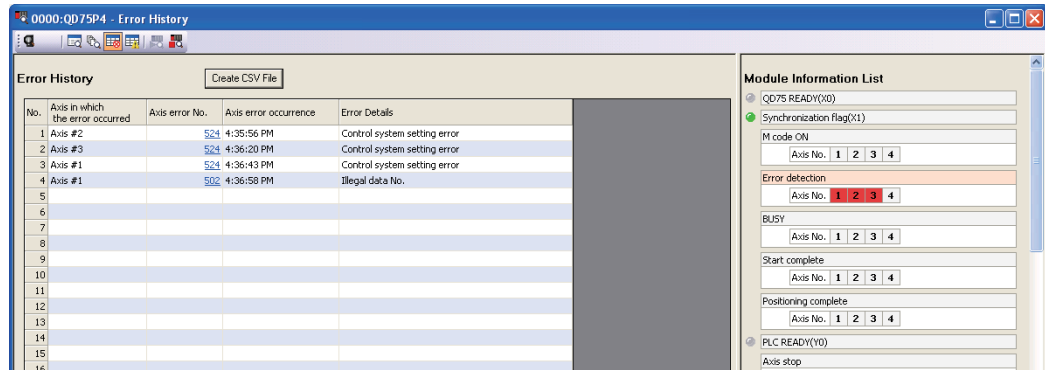 0000:QD75P4 - Error History
Error History
Create CSV File
No. Axis in which the error occurred Axis error No. Axis error occurrence Error Details
1 Axis #2 524 4:35:56 PM Control system setting error
2 Axis #3 524 4:36:20 PM Control system setting error
3 Axis #1 524 4:36:43 PM Control system setting error
4 Axis #1 502 4:36:58 PM Illegal data No.
5
6
7
8
9
10
11
12
13
14
15
16
Module Information List
QD75 READY(X0)
Synchronization flag(X1)
M code ON
Axis No. 1 2 3 4
Error detection
Axis No. 1 2 3 4
BUSY
Axis No. 1 2 3 4
Start complete
Axis No. 1 2 3 4
Positioning complete
Axis No. 1 2 3 4
PLC READY(Y0)
Axis stop